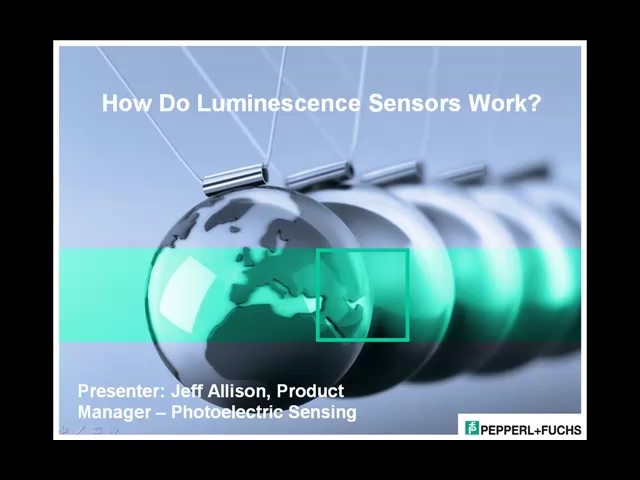 How Do Luminescence Sensors Work?
Presenter: Jeff Allison, Product
Manager – Photoelectric Sensing
PEPPERL+FUCHS